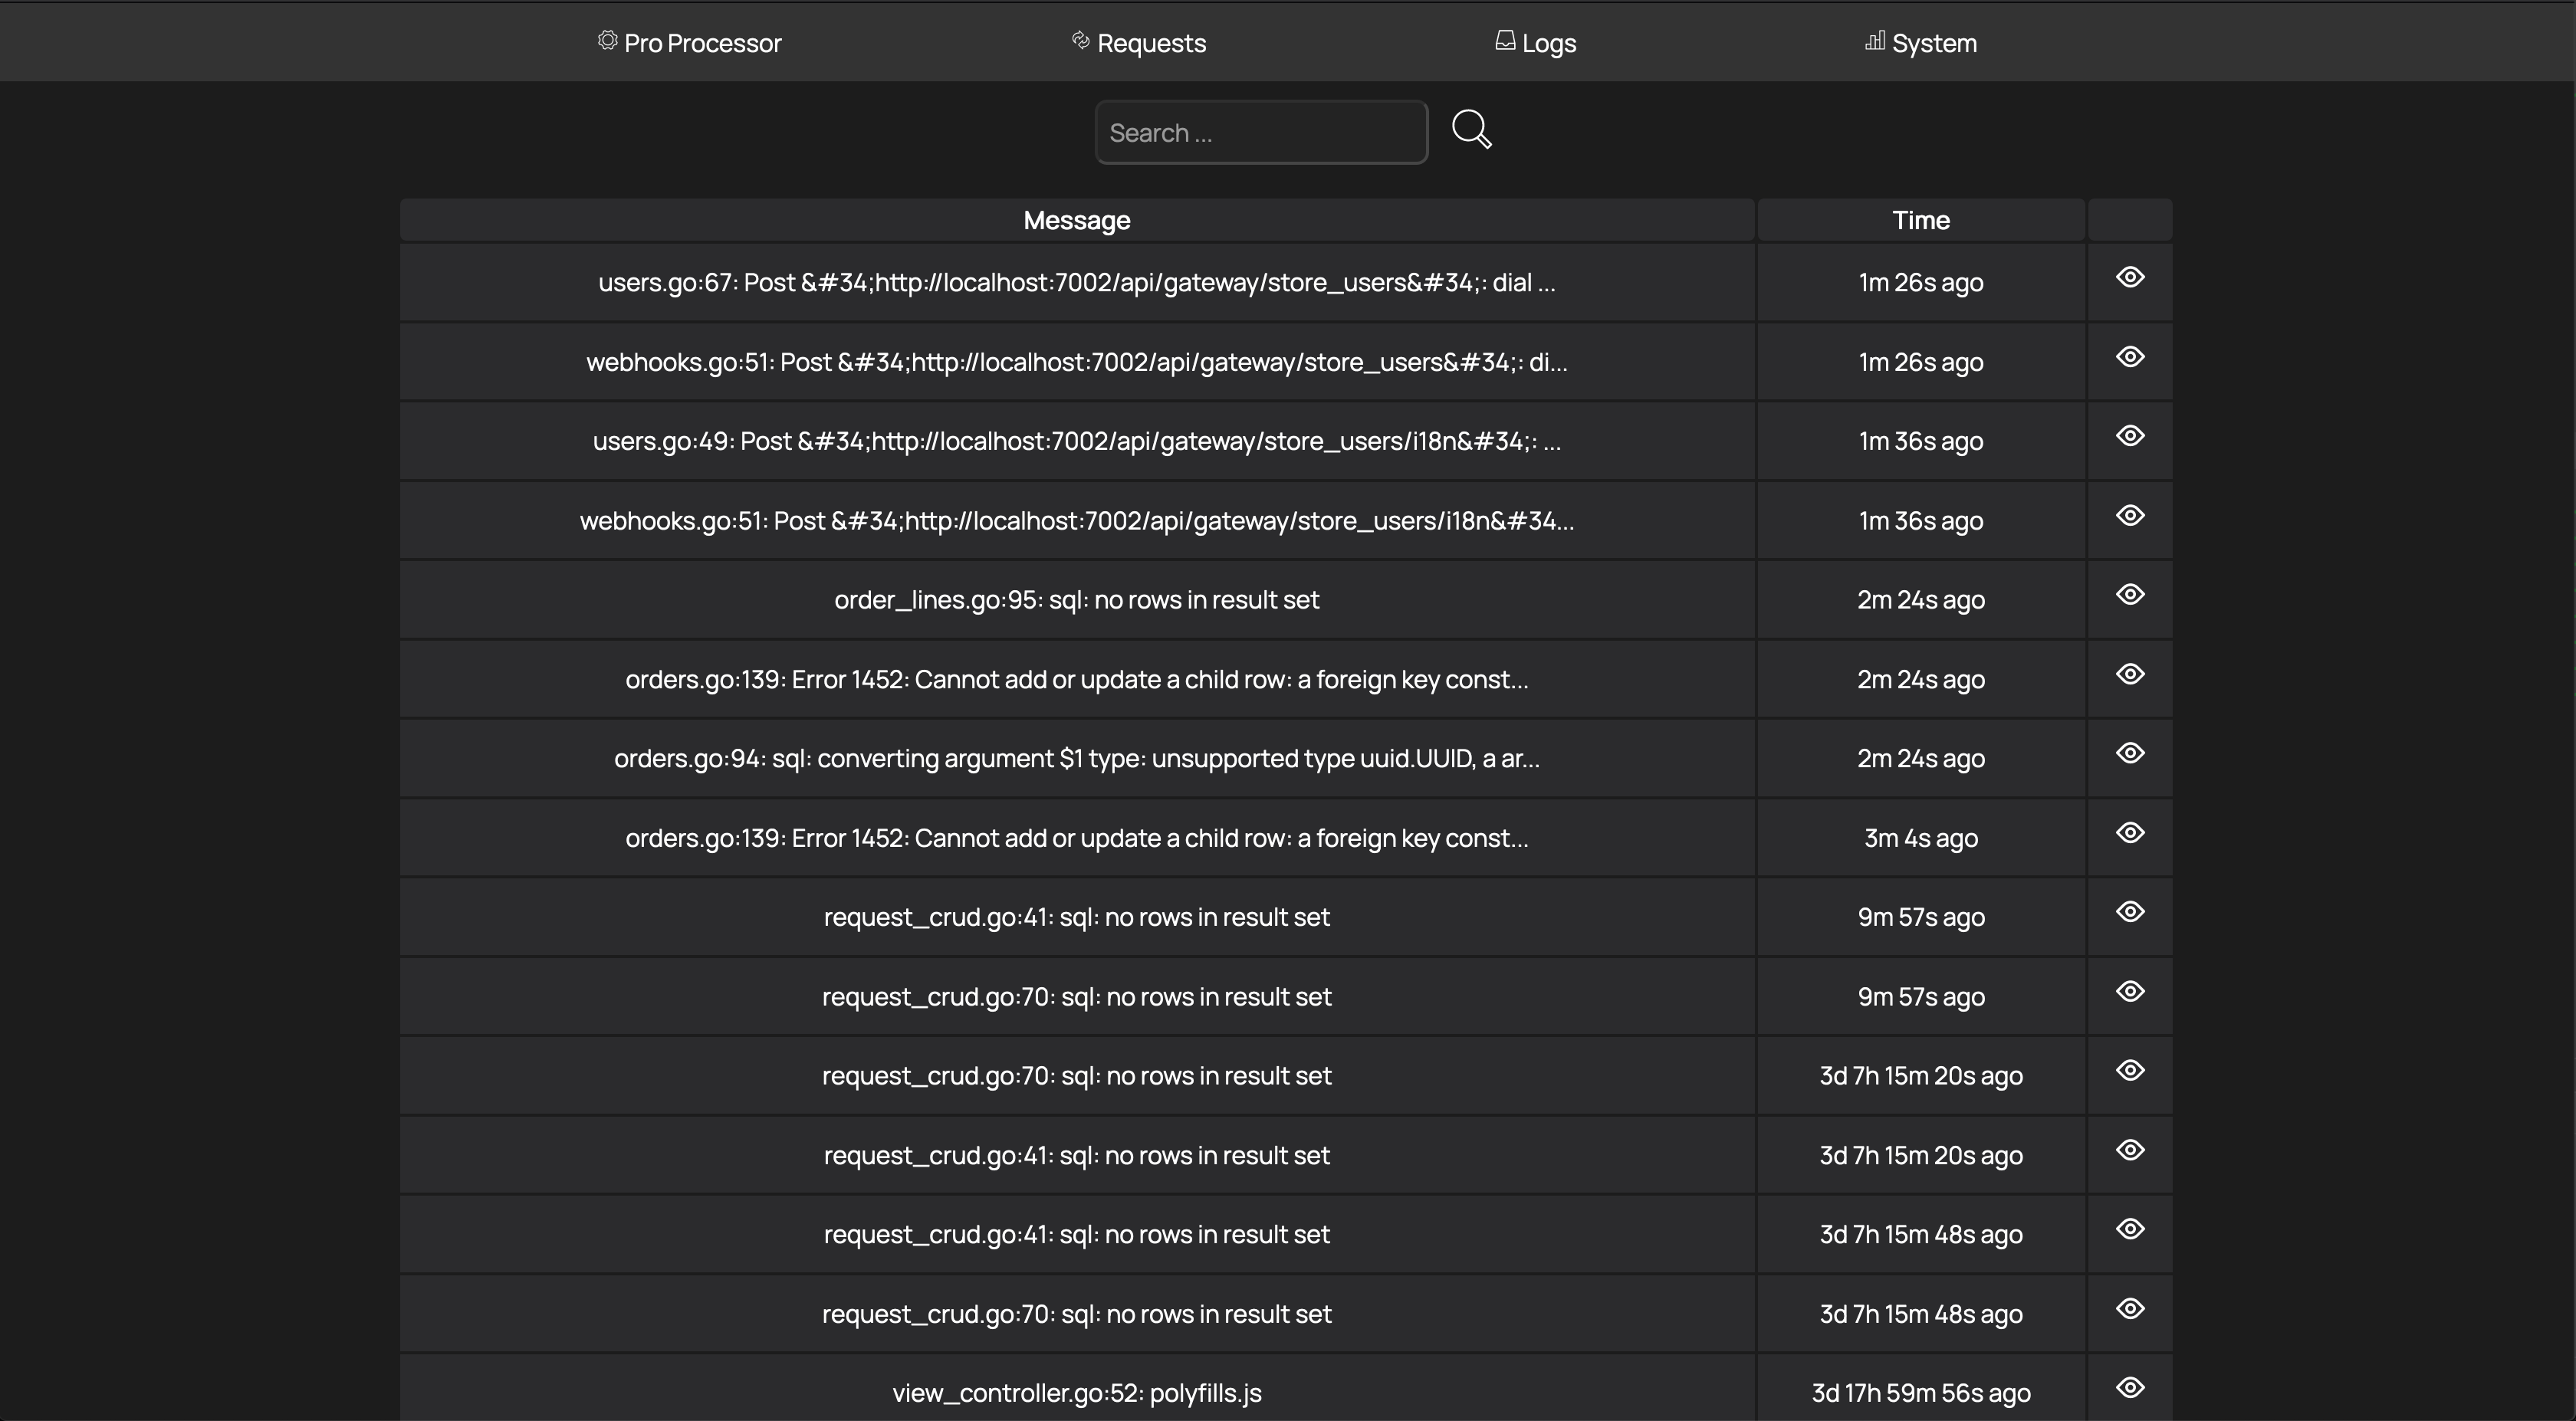 Pro Processor Requests Logs System
Search ...
Message Time
users.go:67: Post &#34;http://localhost:7002/api/gateway/store_users&#34;: dial ... 1m 26s ago
webhooks.go:51: Post &#34;http://localhost:7002/api/gateway/store_users&#34;: di... 1m 26s ago
users.go:49: Post &#34;http://localhost:7002/api/gateway/store_users/i18n&#34;: ... 1m 36s ago
webhooks.go:51: Post &#34;http://localhost:7002/api/gateway/store_users/i18n&#34... 1m 36s ago
order_lines.go:95: sql: no rows in result set 2m 24s ago
orders.go:139: Error 1452: Cannot add or update a child row: a foreign key const... 2m 24s ago
orders.go:94: sql: converting argument $1 type: unsupported type uuid.UUID, a ar... 2m 24s ago
orders.go:139: Error 1452: Cannot add or update a child row: a foreign key const... 3m 4s ago
request_crud.go:41: sql: no rows in result set 9m 57s ago
request_crud.go:70: sql: no rows in result set 9m 57s ago
request_crud.go:70: sql: no rows in result set 3d 7h 15m 20s ago
request_crud.go:41: sql: no rows in result set 3d 7h 15m 20s ago
request_crud.go:41: sql: no rows in result set 3d 7h 15m 48s ago
request_crud.go:70: sql: no rows in result set 3d 7h 15m 48s ago
view_controller.go:52: polyfills.js 3d 17h 59m 56s ago